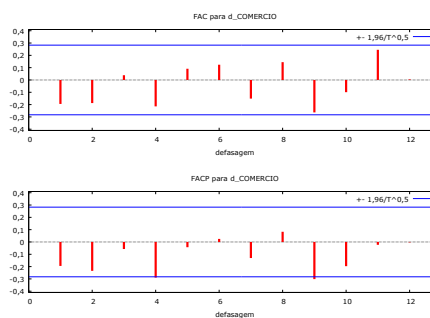 FAC para d_COMERCIO
0,4
0,3
0,2
0,1
0
-0,1
-0,2
-0,3
-0,4
+- 1,96/T^0,5
0 2 4 6 8 10 12
defasagem
FACP para d_COMERCIO
0,4
0,3
0,2
0,1
0
-0,1
-0,2
-0,3
-0,4
+- 1,96/T^0,5
0 2 4 6 8 10 12
defasagem